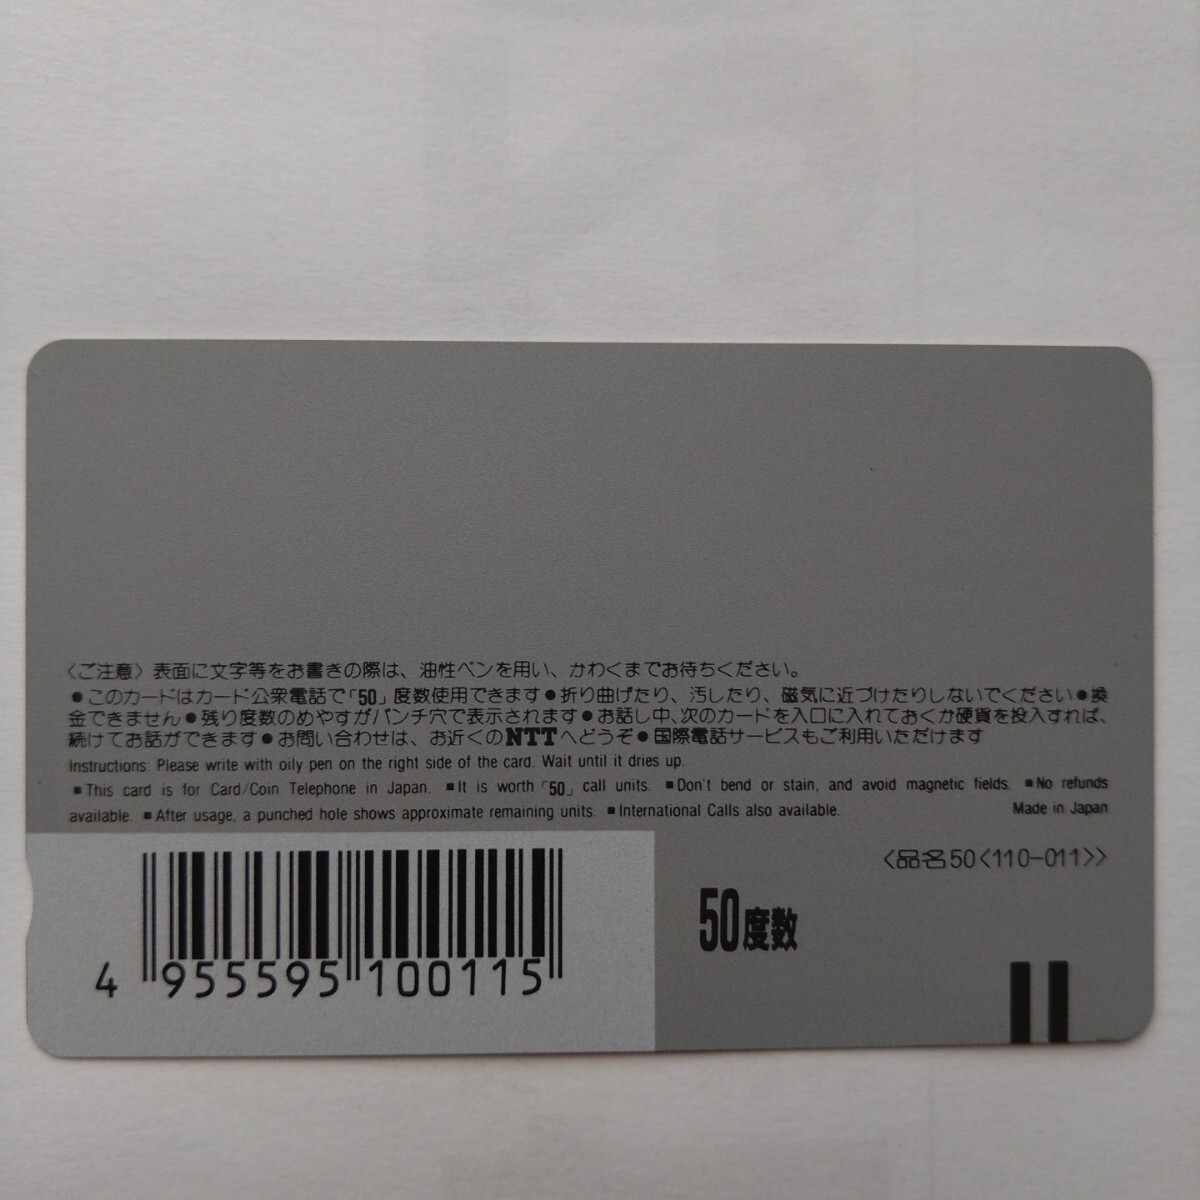 〈ご注意〉表面に文字等をお書きの際は、油性ペンを用い、かわくまでお待ちください。
●このカードはカード公衆電話で「50」度数使用できます●折り曲げたり、汚したり、磁気に近づけたりしないでください●換
金できません●残り度数のめやすがパンチ穴で表示されます●お話し中、次のカードを入口に入れておくか硬貨を投入すれば、
続けてお話ができます●お問い合わせは、お近くのNTTへどうぞ●国際電話サービスもご利用いただけます
Instructions: Please write with oily pen on the right side of the card. Wait until it dries up.
■This card is for Card/Coin Telephone in Japan. ■It is worth「50」call units. ■Don't bend or stain, and avoid magnetic fields. ■No refunds
available. ■After usage, a punched hole shows approximate remaining units. ■International Calls also available. Made in Japan
〈品名50〈110-011〉〉
50度数
4 955595 100115